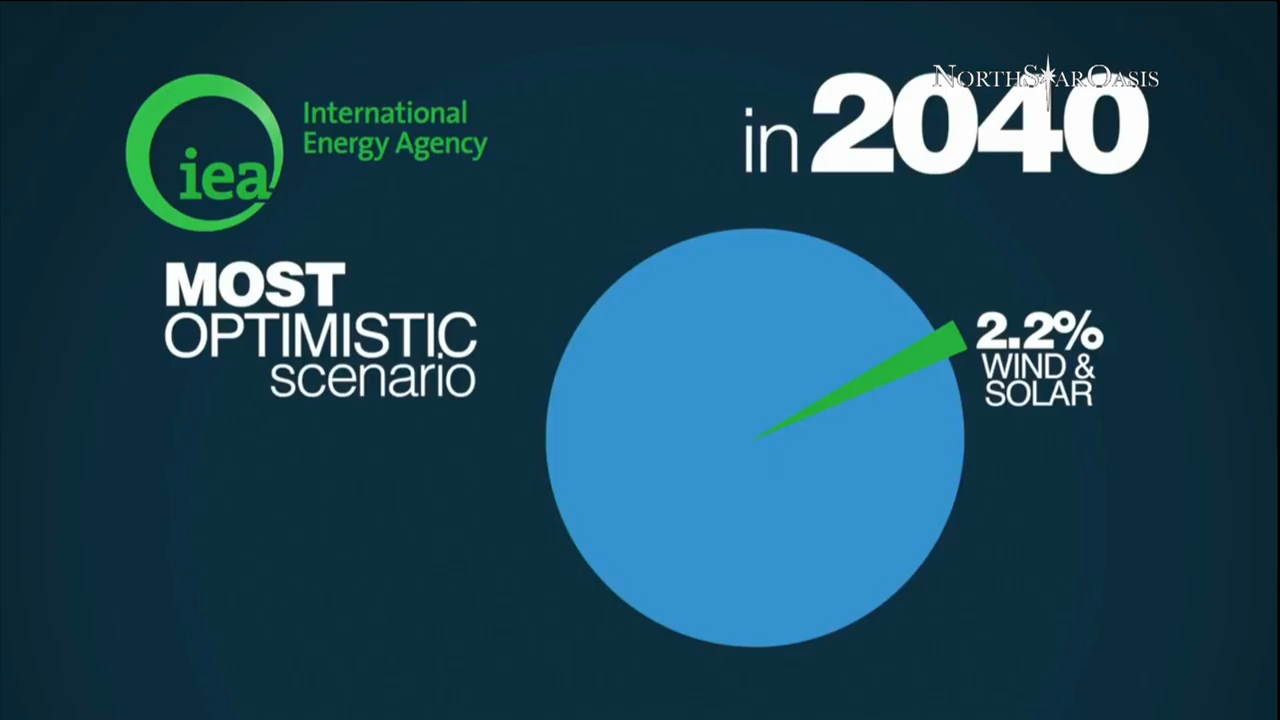 International
Energy Agency
iea
NORTHSTAROASIS
in 2040
MOST
OPTIMISTIC
scenario
2.2%
WIND &
SOLAR